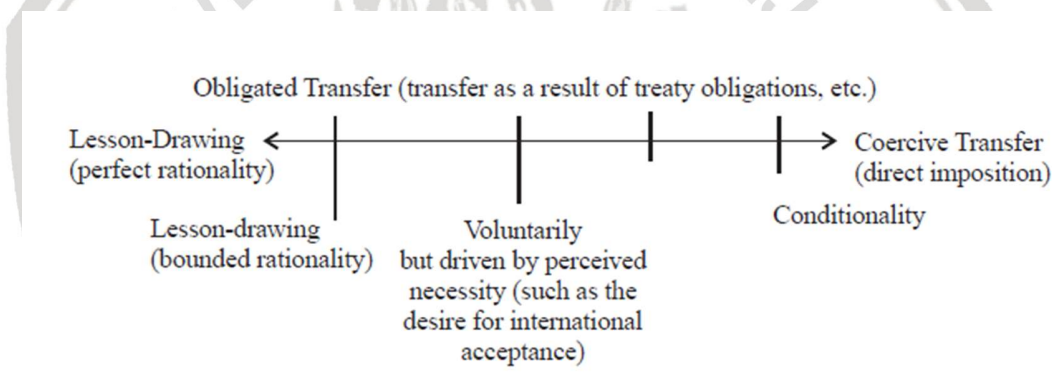 Obligated Transfer (transfer as a result of treaty obligations, etc.)
Lesson-Drawing
(perfect rationality)
Coercive Transfer
(direct imposition)
Lesson-drawing
(bounded rationality)
Voluntarily
but driven by perceived
necessity (such as the
desire for international
acceptance)
Conditionality